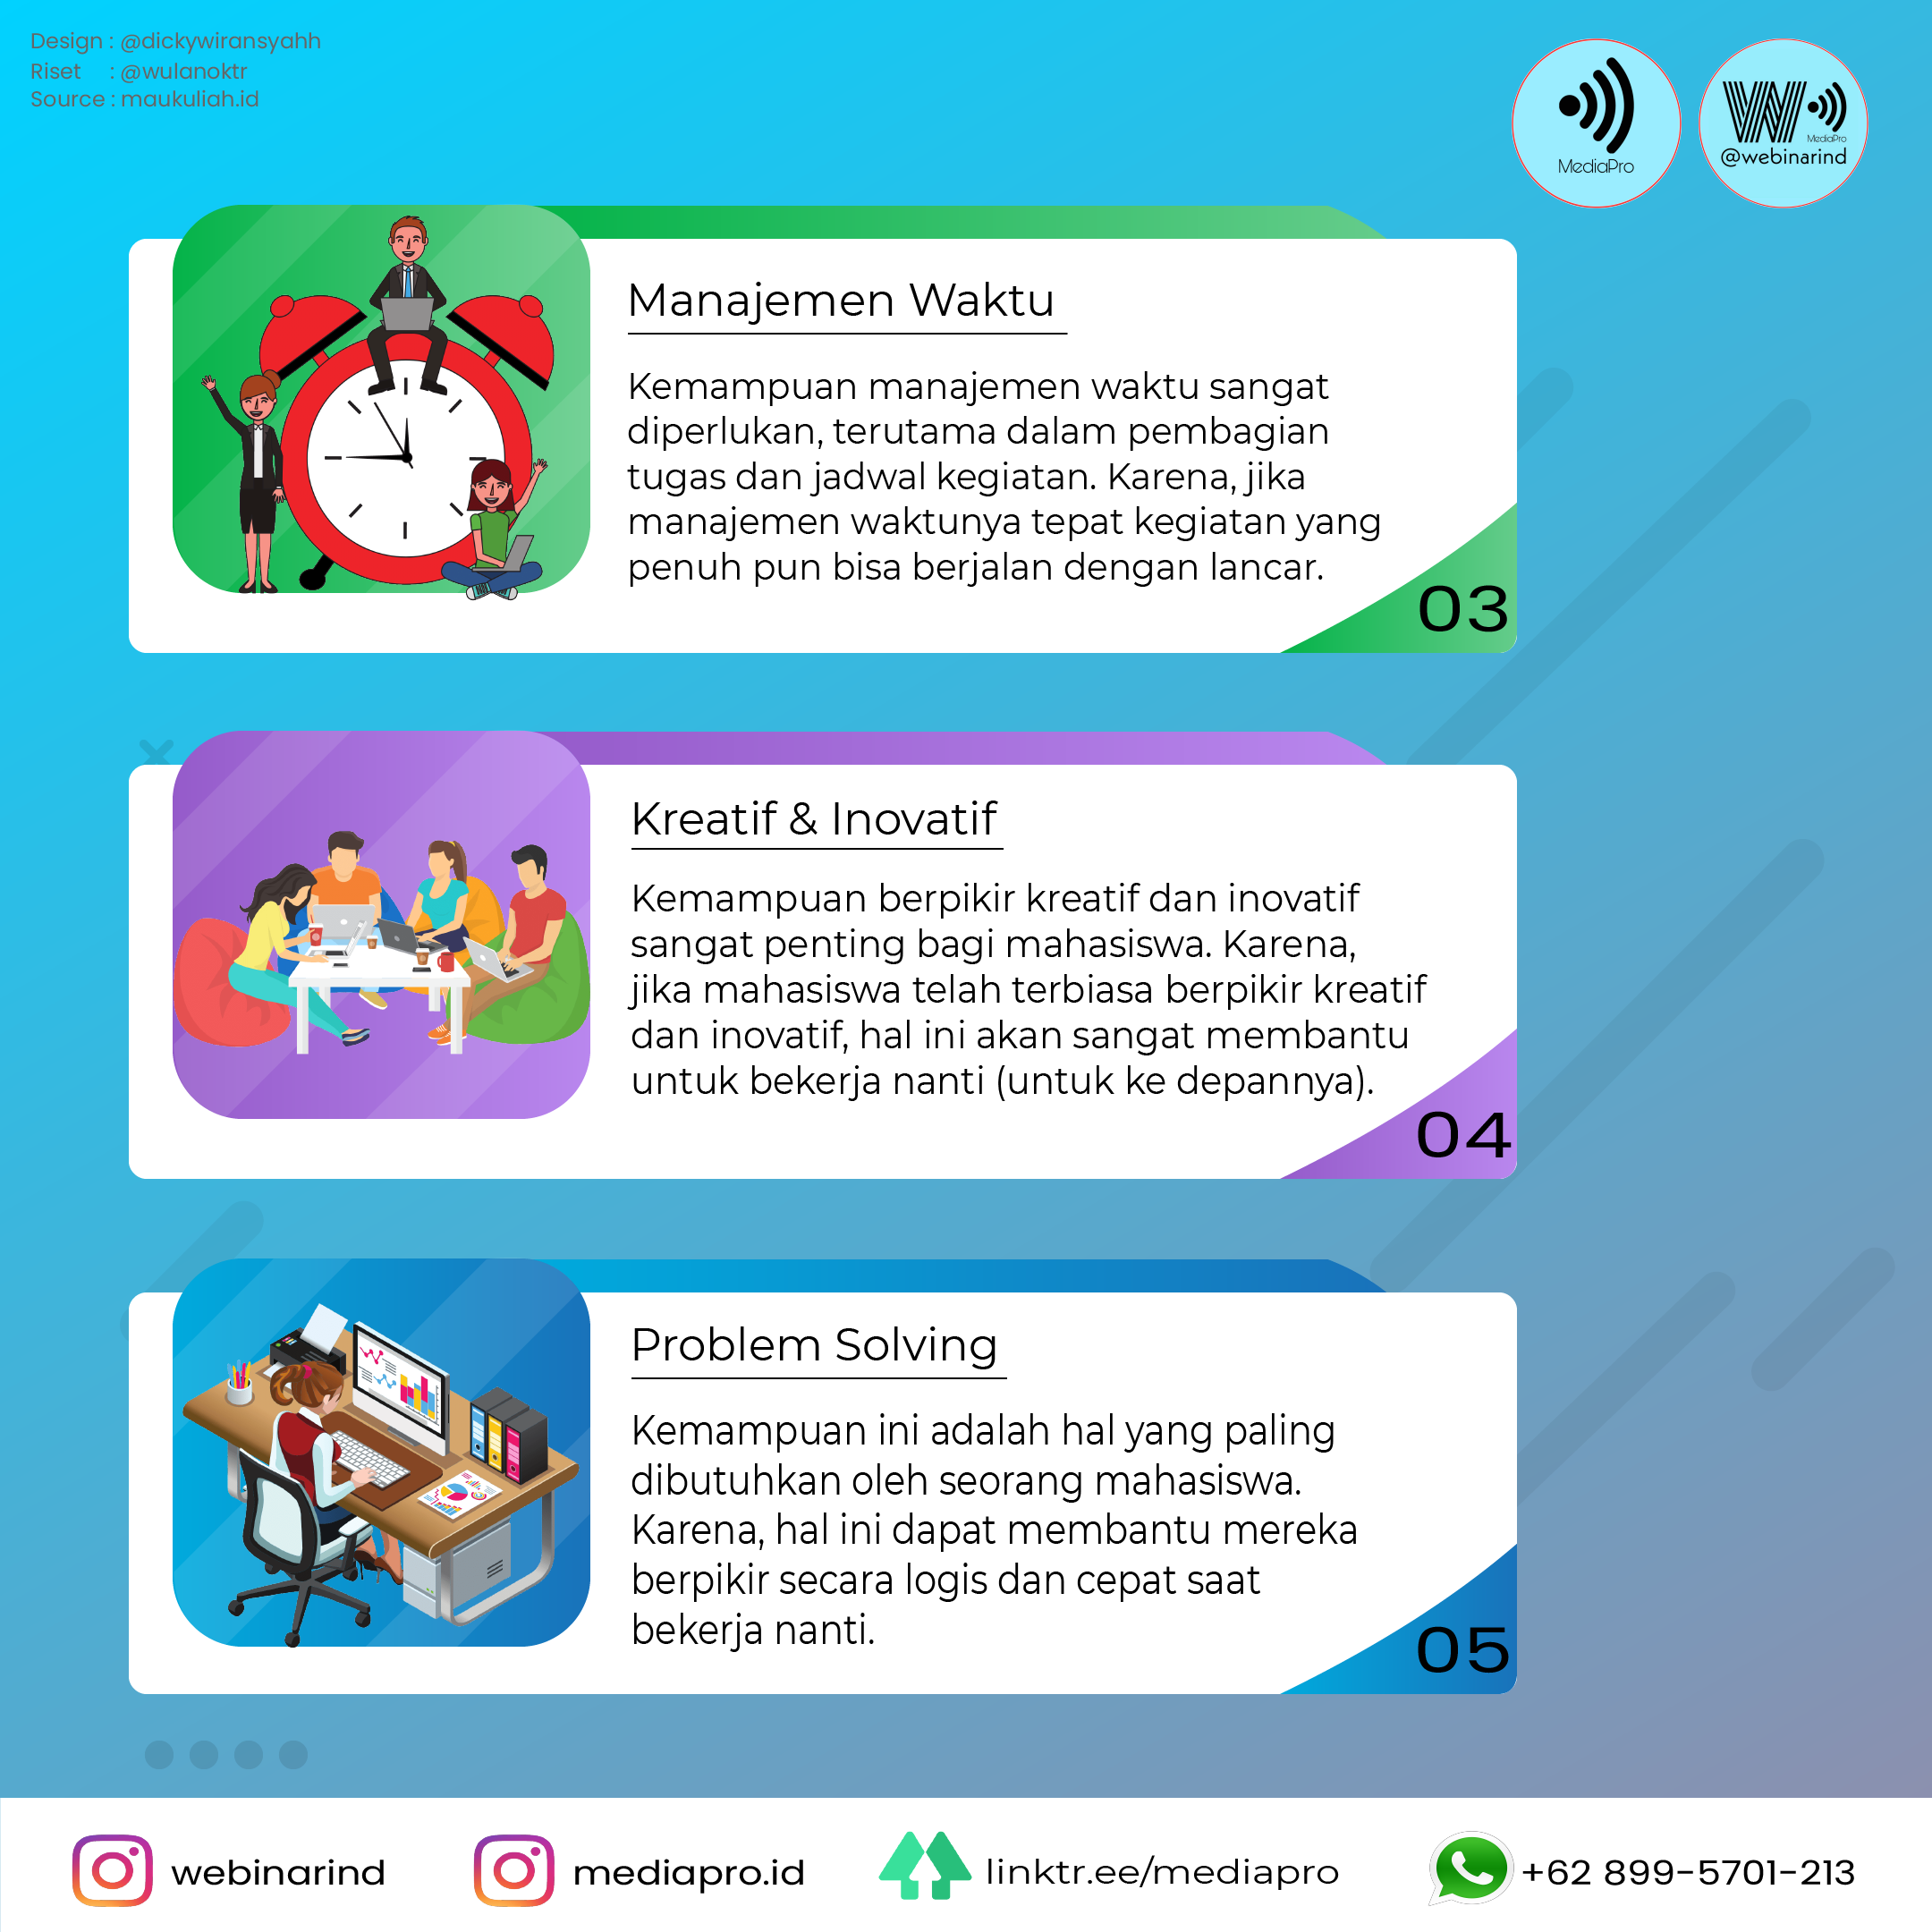 Design : @dickywiransyahh
Riset : @wulanoktr
Source : maukuliah.id
MediaPro
W
MediaPro
@webinarind
Manajemen Waktu
Kemampuan manajemen waktu sangat
diperlukan, terutama dalam pembagian
tugas dan jadwal kegiatan. Karena, jika
manajemen waktunya tepat kegiatan yang
penuh pun bisa berjalan dengan lancar.
03
Kreatif & Inovatif
Kemampuan berpikir kreatif dan inovatif
sangat penting bagi mahasiswa. Karena,
jika mahasiswa telah terbiasa berpikir kreatif
dan inovatif, hal ini akan sangat membantu
untuk bekerja nanti (untuk ke depannya).
04
Problem Solving
Kemampuan ini adalah hal yang paling
dibutuhkan oleh seorang mahasiswa.
Karena, hal ini dapat membantu mereka
berpikir secara logis dan cepat saat
bekerja nanti.
05
webinarind
mediapro.id
linktr.ee/mediapro
+62 899-5701-213